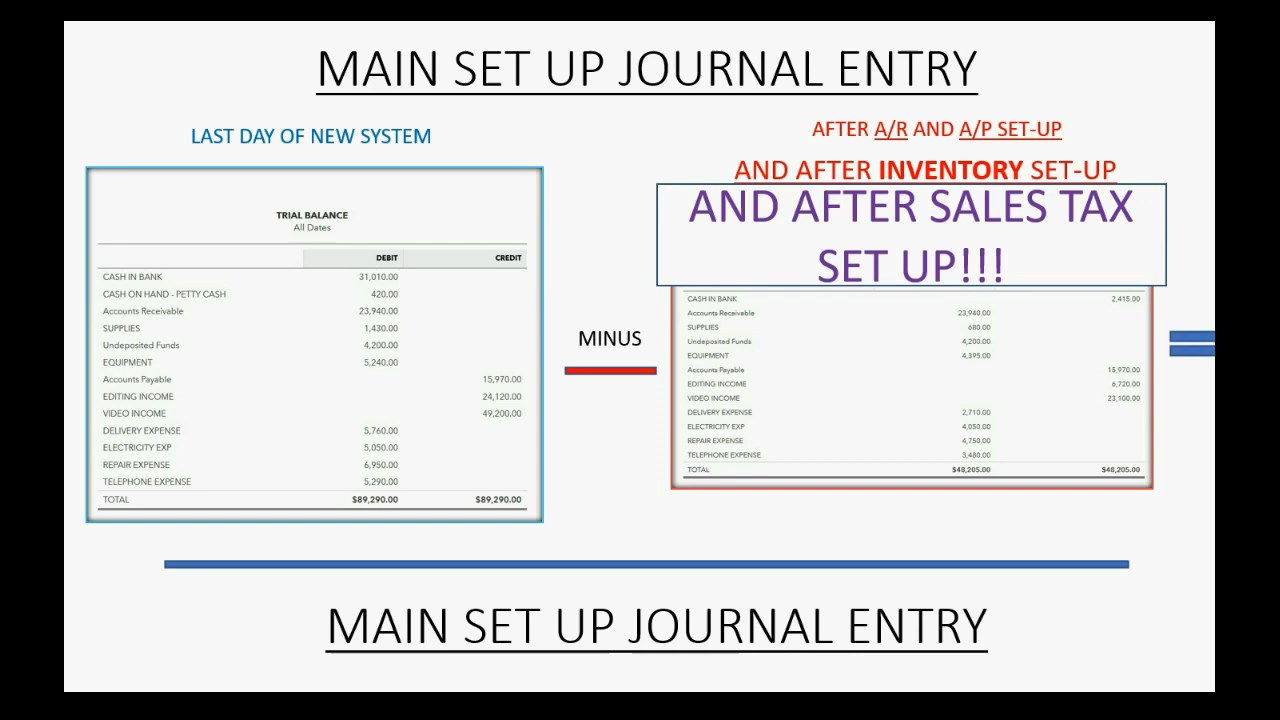 MAIN SET UP JOURNAL ENTRY
LAST DAY OF NEW SYSTEM
TRIAL BALANCE
All Dates
DEBIT CREDIT
CASH IN BANK 31,010.00
CASH ON HAND - PETTY CASH 420.00
Accounts Receivable 23,940.00
SUPPLIES 1,430.00
Undeposited Funds 4,200.00
EQUIPMENT 5,240.00
Accounts Payable 15,970.00
EDITING INCOME 24,120.00
VIDEO INCOME 49,200.00
DELIVERY EXPENSE 5,760.00
ELECTRICITY EXP 5,050.00
REPAIR EXPENSE 6,950.00
TELEPHONE EXPENSE 5,290.00
TOTAL $89,290.00 $89,290.00
MINUS
AFTER A/R AND A/P SET-UP
AND AFTER INVENTORY SET-UP
AND AFTER SALES TAX
SET UP!!!
CASH IN BANK 2,415.00
Accounts Receivable 23,940.00
SUPPLIES 680.00
Undeposited Funds 4,200.00
EQUIPMENT 4,395.00
Accounts Payable 15,970.00
EDITING INCOME 6,720.00
VIDEO INCOME 23,100.00
DELIVERY EXPENSE 2,710.00
ELECTRICITY EXP 4,050.00
REPAIR EXPENSE 4,750.00
TELEPHONE EXPENSE 3,480.00
TOTAL $48,205.00 $48,205.00
MAIN SET UP JOURNAL ENTRY